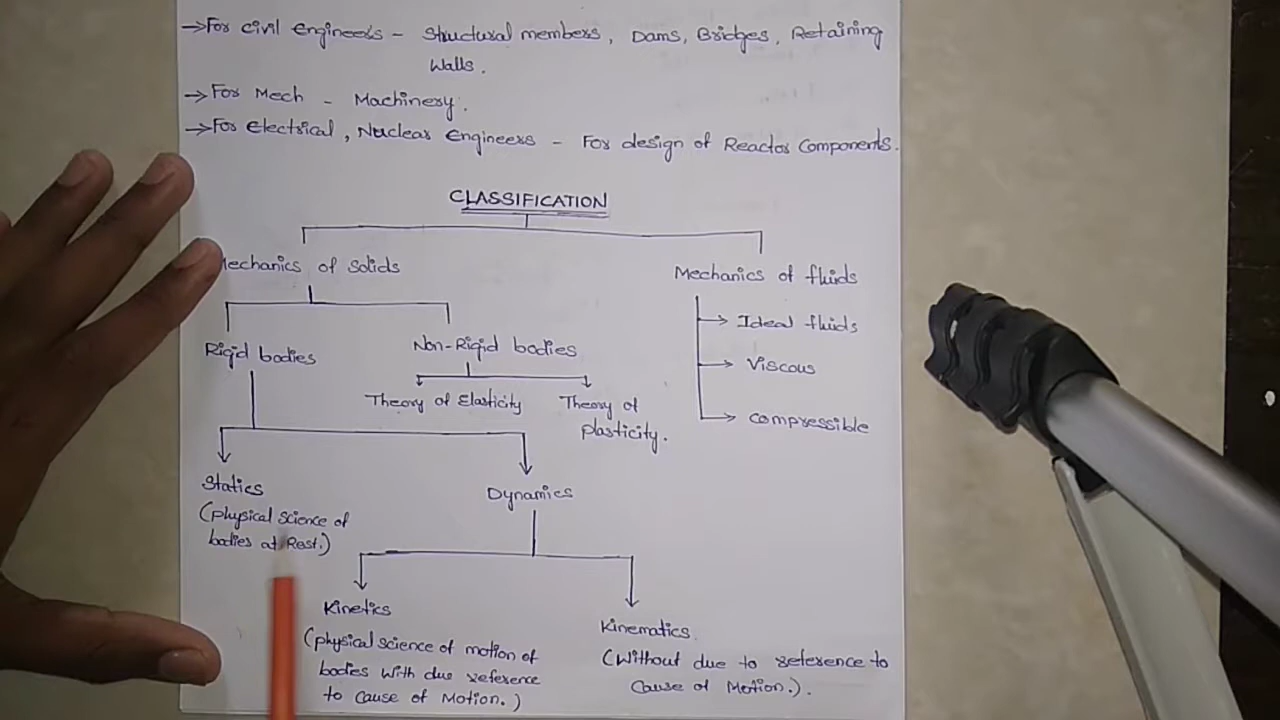 →For Civil Engineers - Structural members, Dams, Bridges, Retaining
Walls.
→For Mech - Machinery.
→For Electrical, Nuclear Engineers - For design of Reactor Components.
CLASSIFICATION
Mechanics of Solids
Mechanics of fluids
→ Ideal fluids
→ Viscous
→ Compressible
Rigid bodies
Non-Rigid bodies
Theory of Elasticity
Theory of
plasticity.
Statics
(physical science of
bodies at Rest.)
Dynamics
Kinetics
(physical science of motion of
bodies with due reference
to cause of Motion.)
Kinematics.
(Without due to reference to
Cause of Motion.).